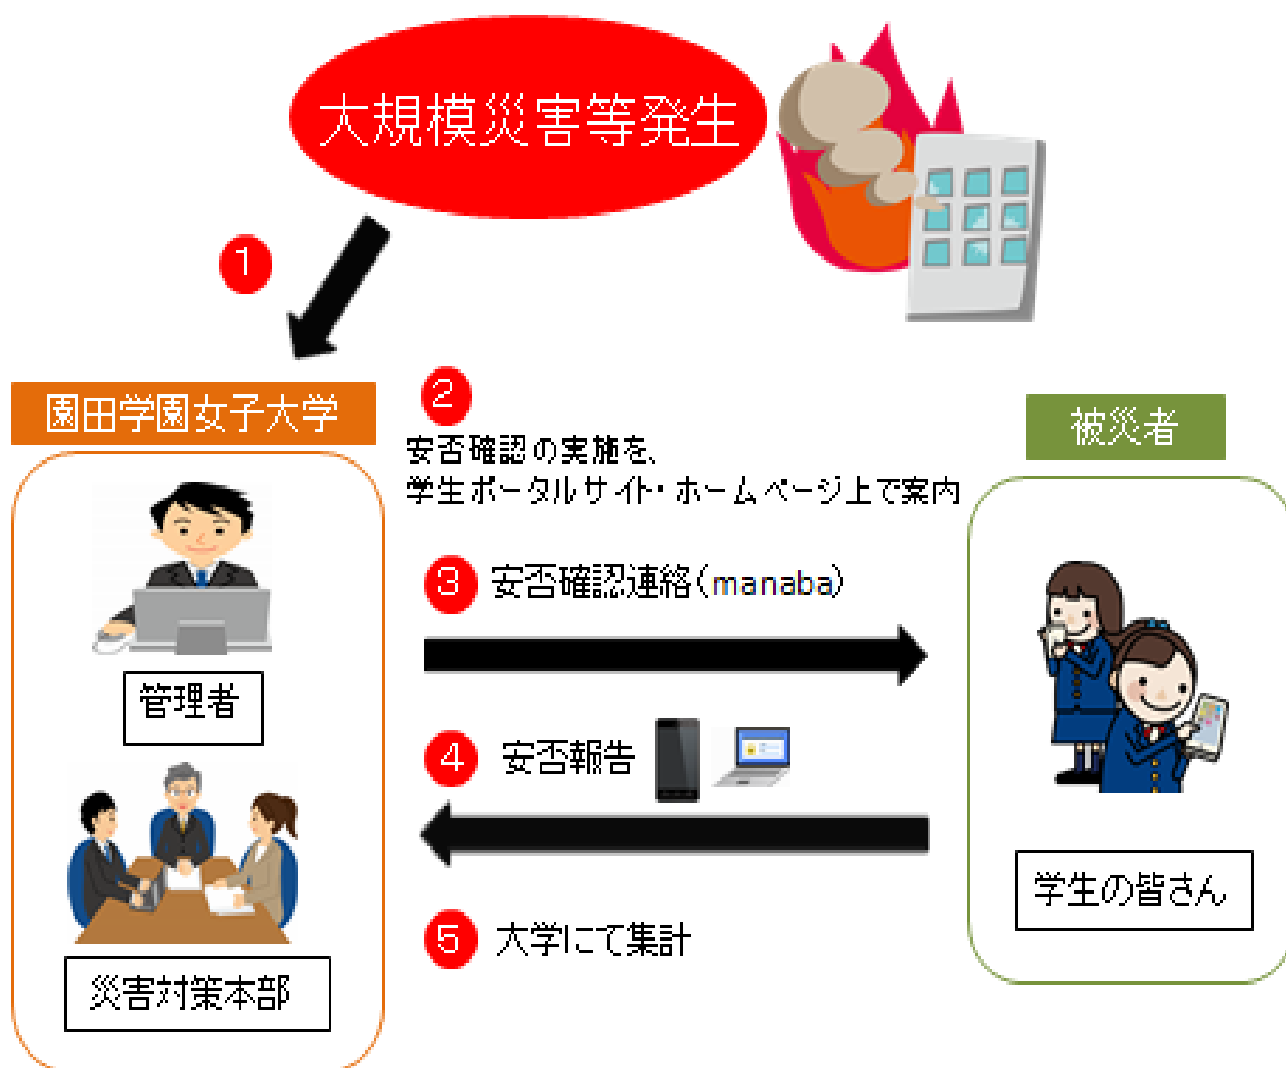 大規模災害等発生
1
園田学園女子大学
管理者
災害対策本部
2
安否確認の実施を、
学生ポータルサイト・ホームページ上で案内
3 安否確認連絡(manaba)
4 安否報告
5 大学にて集計
被災者
学生の皆さん